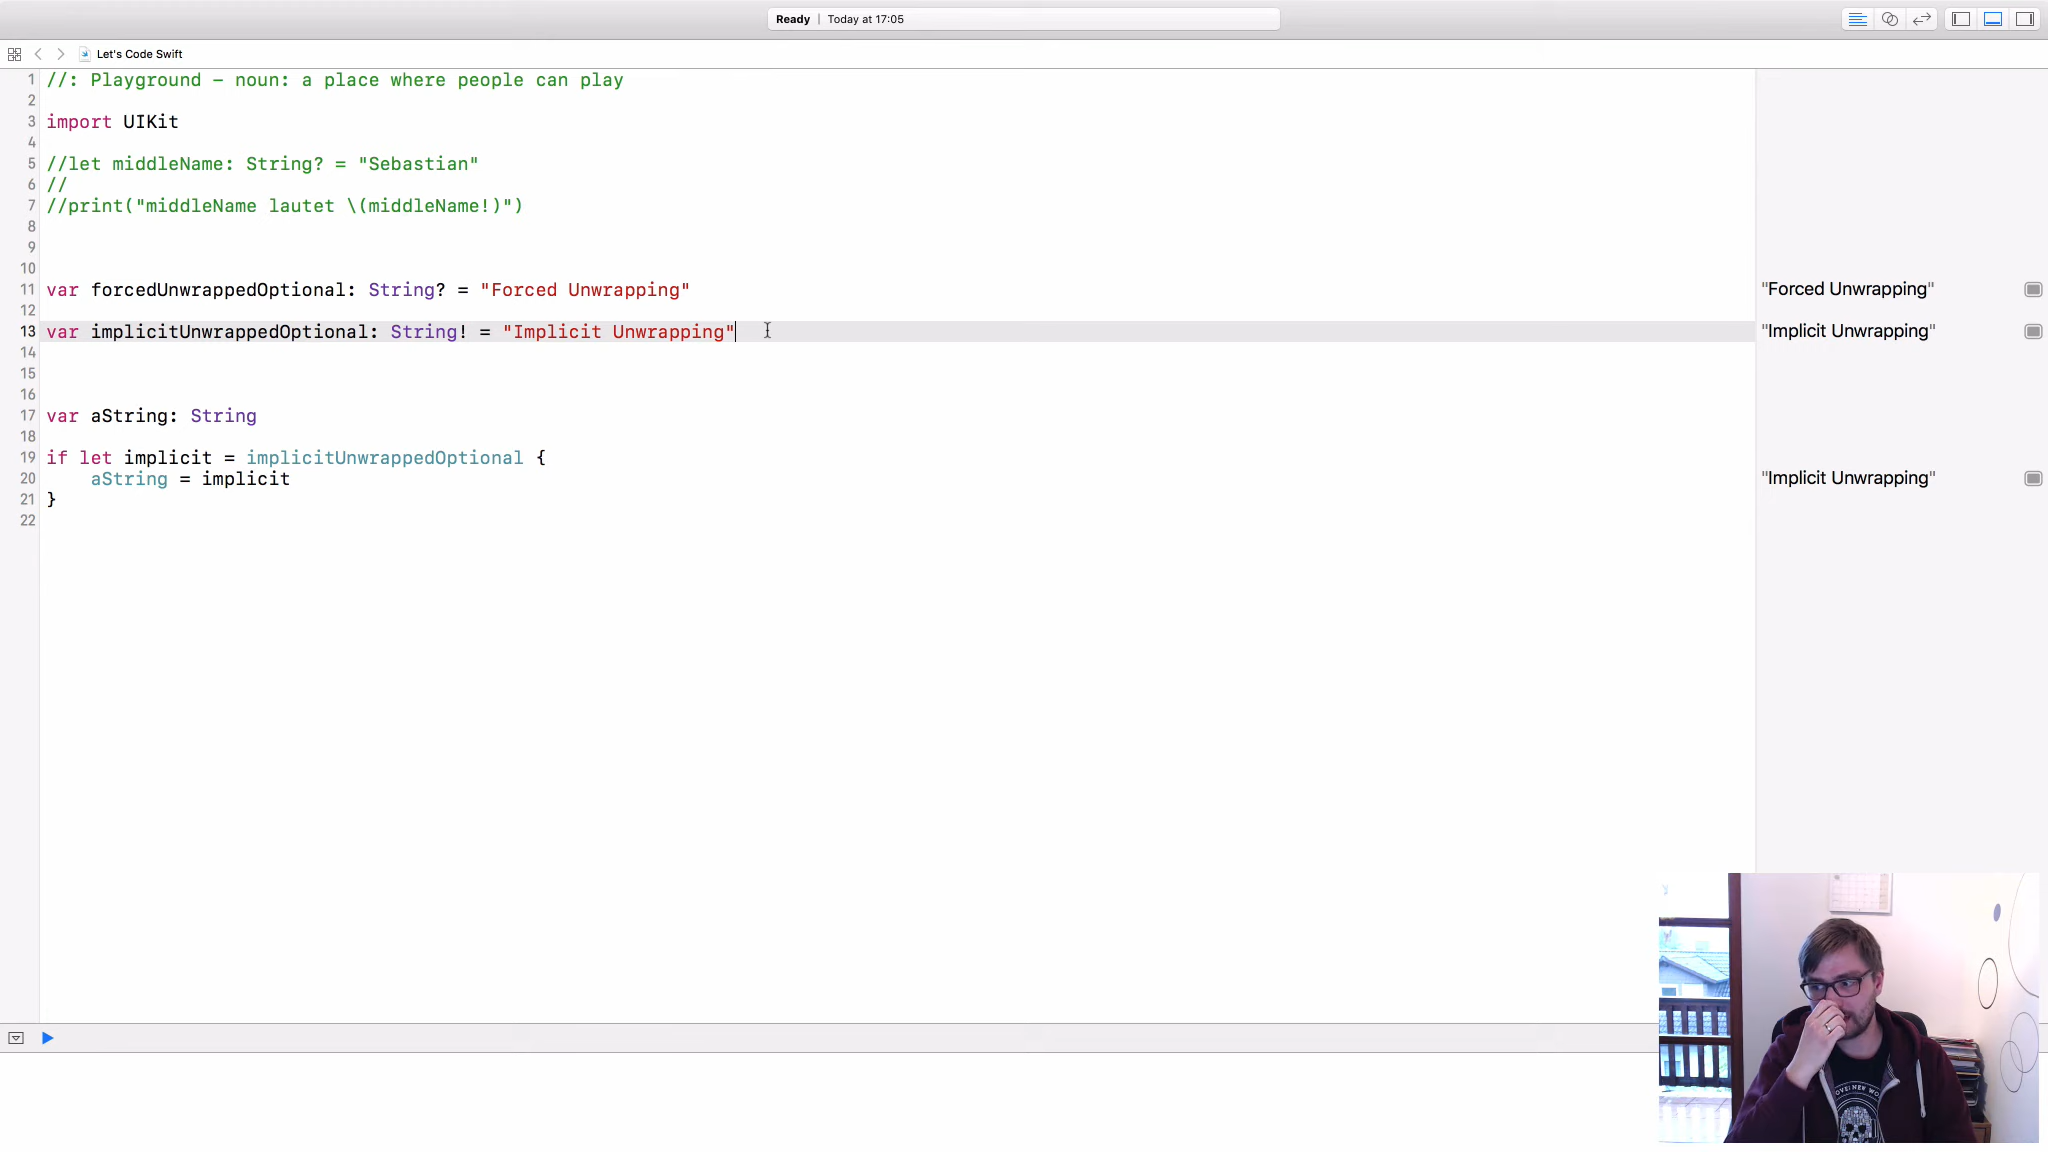 Ready | Today at 17:05
Let's Code Swift
1 //: Playground – noun: a place where people can play
2
3 import UIKit
4
5 //let middleName: String? = "Sebastian"
6 //
7 //print("middleName lautet \(middleName!)")
8
9
10
11 var forcedUnwrappedOptional: String? = "Forced Unwrapping"
"Forced Unwrapping"
12
13 var implicitUnwrappedOptional: String! = "Implicit Unwrapping"
"Implicit Unwrapping"
14
15
16
17 var aString: String
18
19 if let implicit = implicitUnwrappedOptional {
20 aString = implicit
"Implicit Unwrapping"
21 }
22